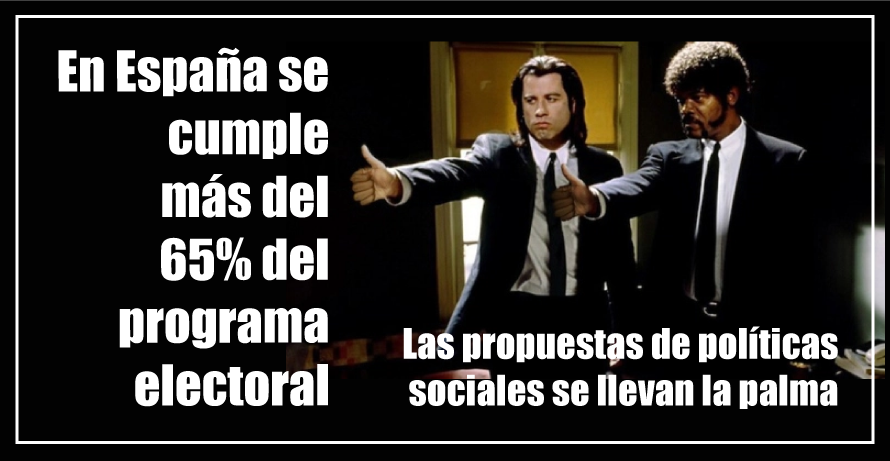 En España se
cumple
más del
65% del
programa
electoral
Las propuestas de políticas
sociales se llevan la palma